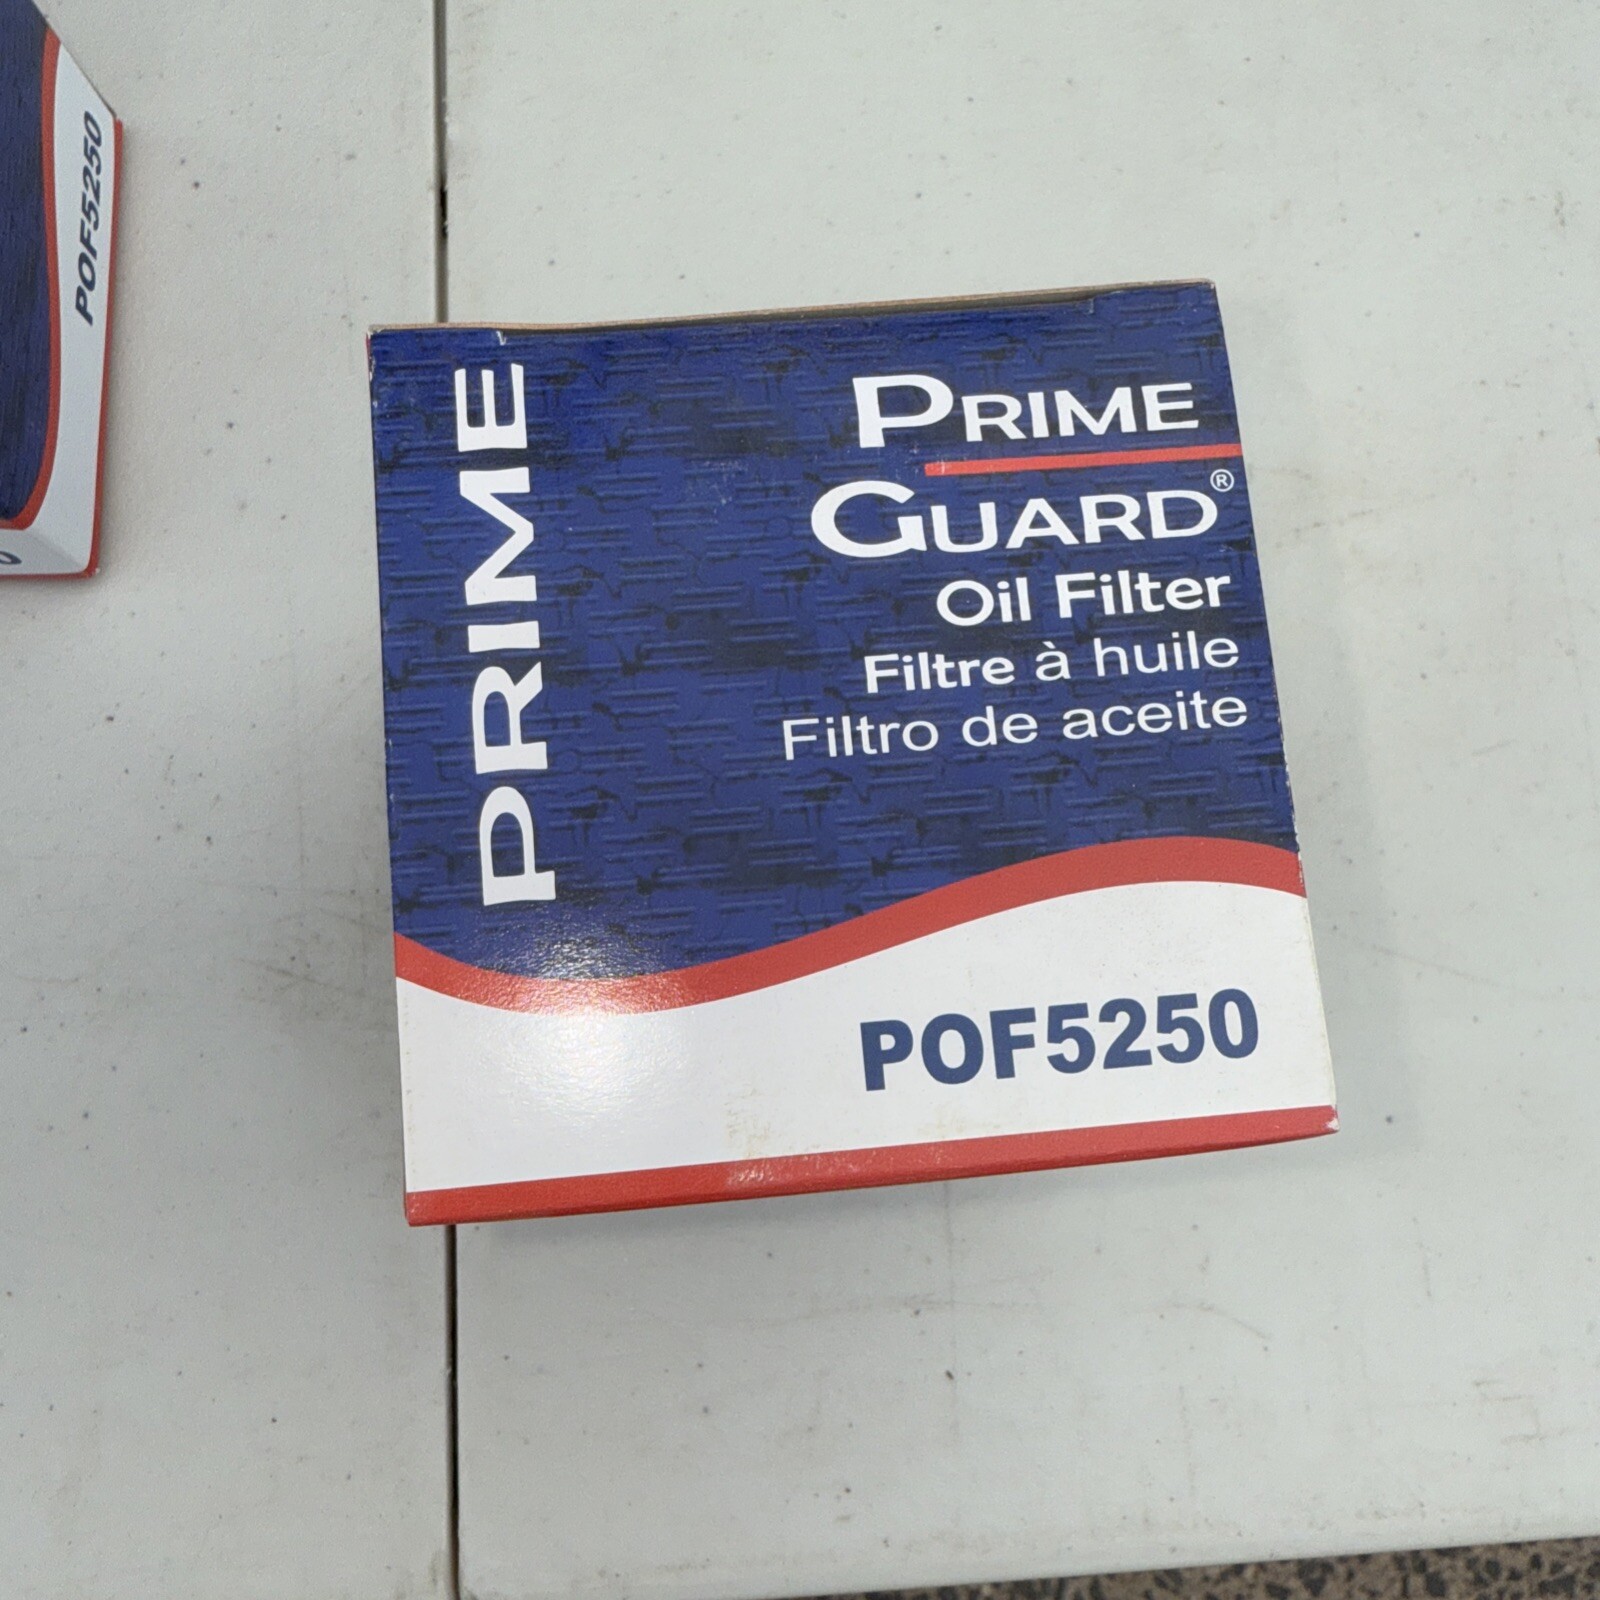 POF5250
PRIME
PRIME
GUARD®
Oil Filter
Filtre à huile
Filtro de aceite
POF5250